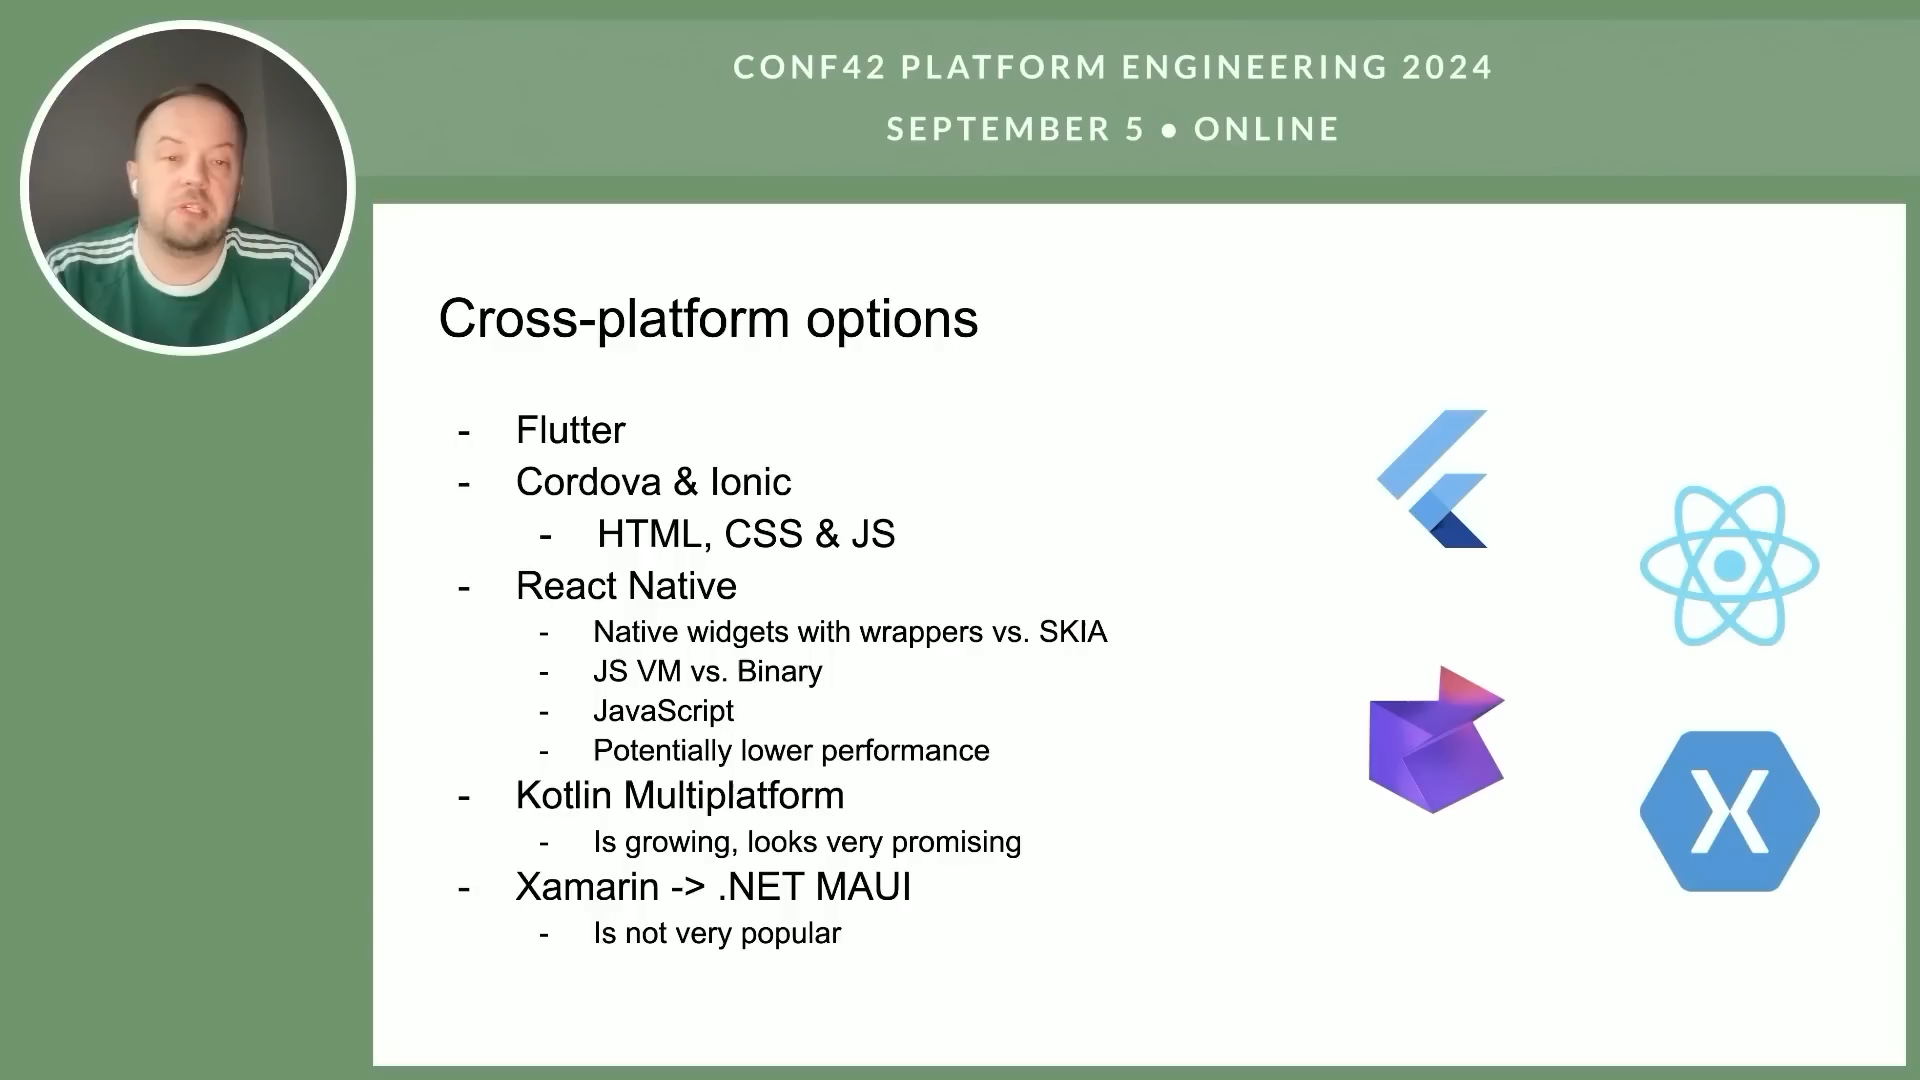 CONF42 PLATFORM ENGINEERING 2024
SEPTEMBER 5 ● ONLINE
Cross-platform options
- Flutter
- Cordova & Ionic
- HTML, CSS & JS
- React Native
- Native widgets with wrappers vs. SKIA
- JS VM vs. Binary
- JavaScript
- Potentially lower performance
- Kotlin Multiplatform
- Is growing, looks very promising
- Xamarin -> .NET MAUI
- Is not very popular